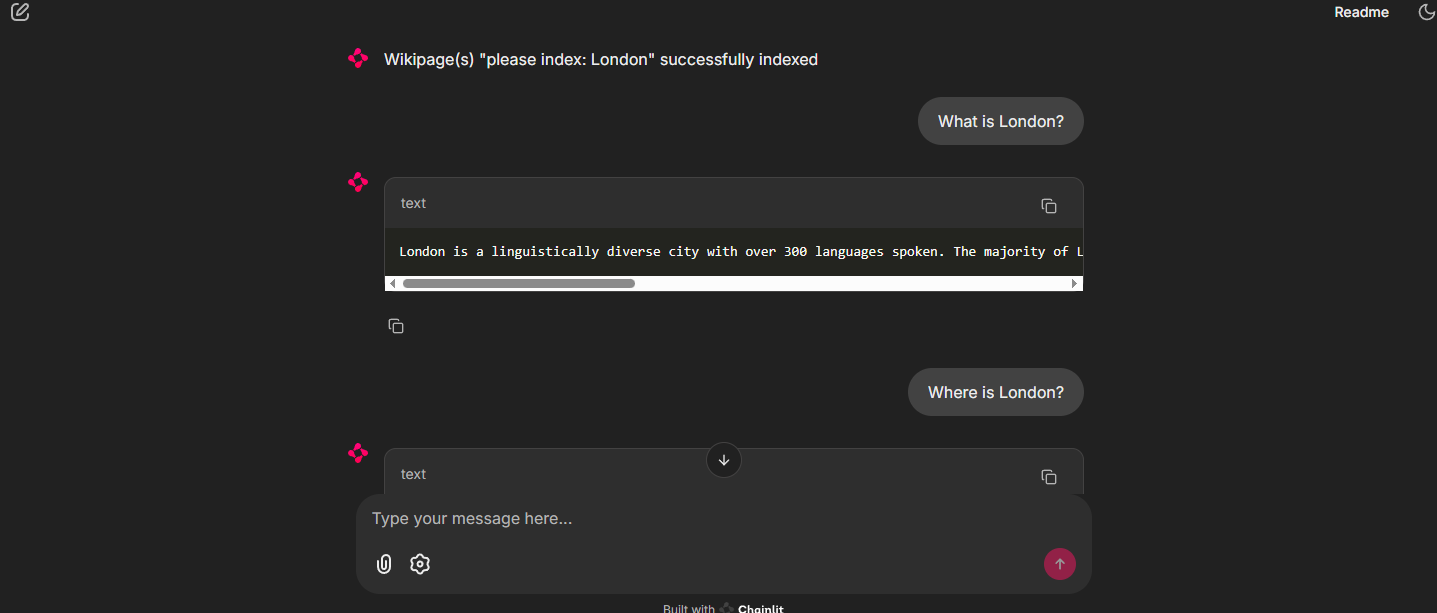 Readme
Wikipage(s) "please index: London" successfully indexed
What is London?
text
London is a linguistically diverse city with over 300 languages spoken. The majority of L
Where is London?
text
Type your message here...
Built with Chainlit